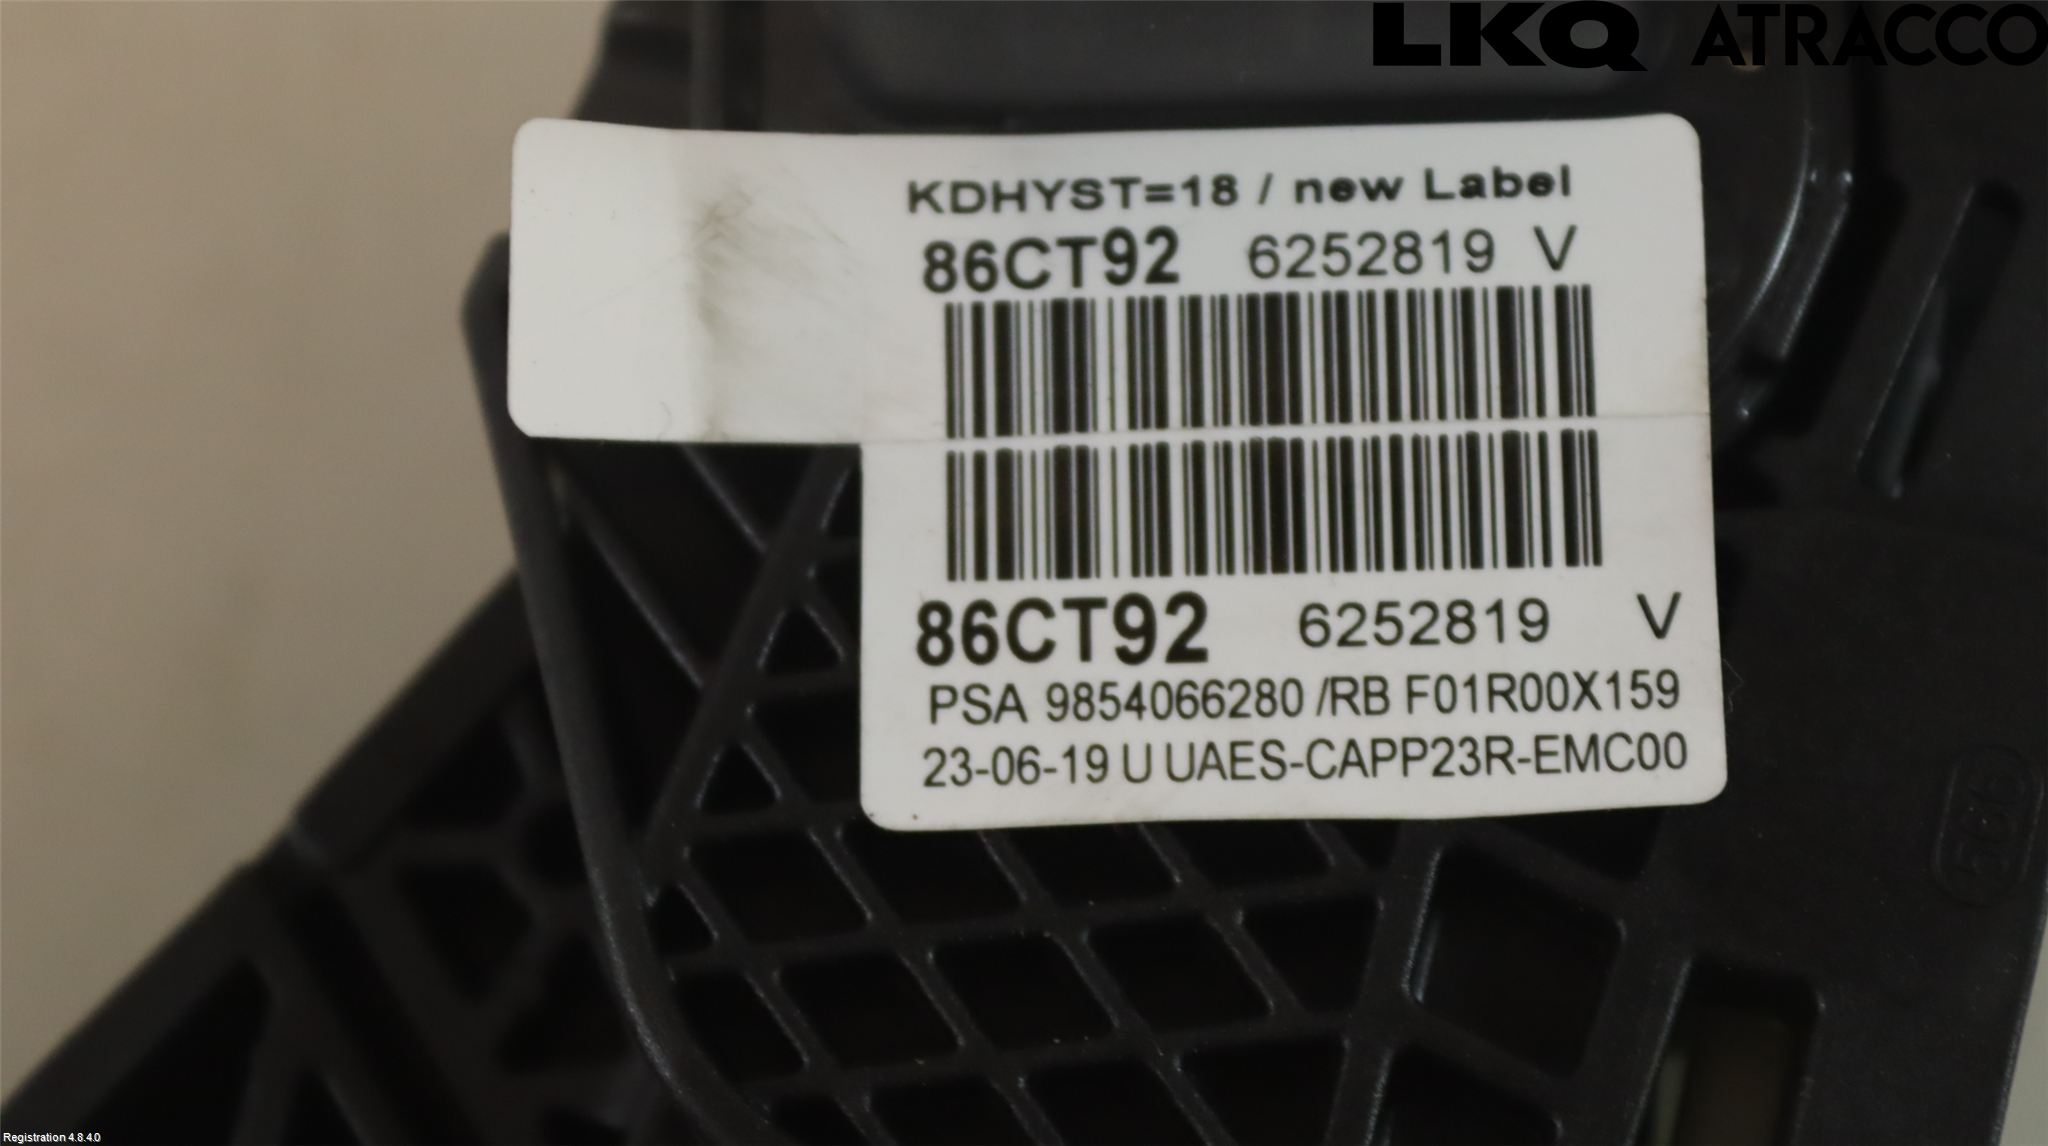 LKQ ATRACCO
KDHYST=18 / new Label
86CT92 6252819 V
86CT92 6252819 V
PSA 9854066280 /RB F01R00X159
23-06-19 U UAES-CAPP23R-EMC00
Registration 4.8.4.0